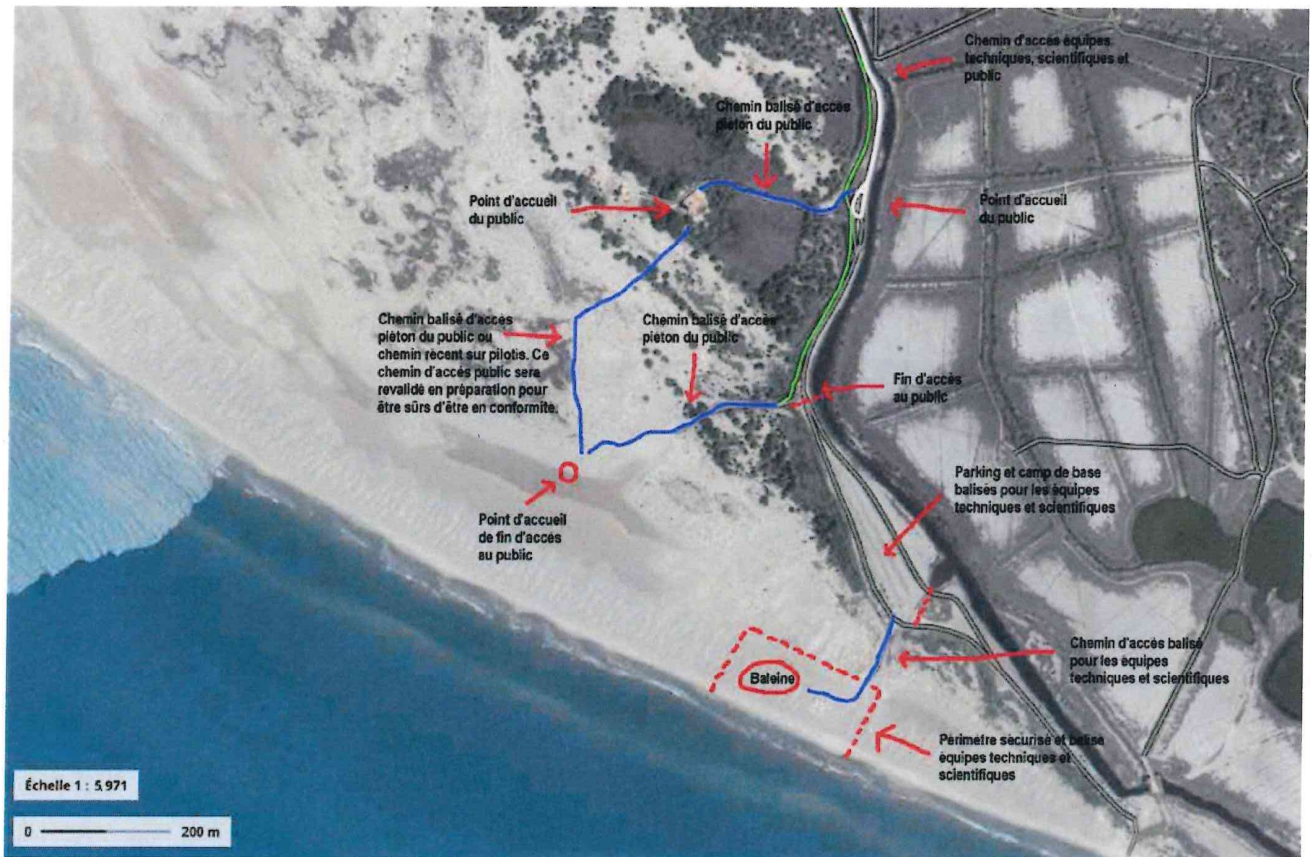 Chemin d'accès équipes
techniques, scientifiques et
public
Chemin balisé d'accès
piéton du public
Point d'accueil
du public
Point d'accueil
du public
Chemin balisé d'accès
piéton du public ou
chemin récent sur pilotis. Ce
chemin d'accés public sera
revalidé en préparation pour
être sûrs d'être en conformité.
Chemin balisé d'accès
piéton du public
Fin d'accès
au public
Point d'accueil
de fin d'accès
au public
Parking et camp de base
balisés pour les équipes
techniques et scientifiques
Baleine
Chemin d'accès balisé
pour les équipes
techniques et scientifiques
Périmètre sécurisé et balisé
équipes techniques et
scientifiques
Échelle 1 : 5,971
0 200 m